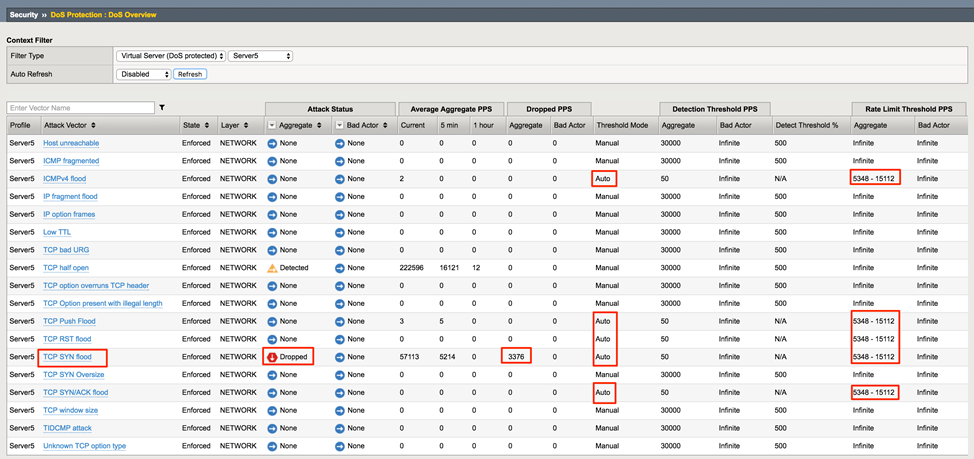 Security » DoS Protection : DoS Overview
Context Filter
Filter Type Virtual Server (DoS protected) Server5
Auto Refresh Disabled Refresh
Enter Vector Name Attack Status Average Aggregate PPS Dropped PPS Detection Threshold PPS Rate Limit Threshold PPS
Profile Attack Vector State Layer Aggregate Bad Actor Current 5 min 1 hour Aggregate Bad Actor Threshold Mode Aggregate Bad Actor Detect Threshold % Aggregate Bad Actor
Server5 Host unreachable Enforced NETWORK None None 0 0 0 0 0 Manual 30000 Infinite 500 Infinite Infinite
Server5 ICMP fragmented Enforced NETWORK None None 0 0 0 0 0 Manual 30000 Infinite 500 Infinite Infinite
Server5 ICMPv4 flood Enforced NETWORK None None 2 0 0 0 0 Auto 50 Infinite N/A 5348 - 15112 Infinite
Server5 IP fragment flood Enforced NETWORK None None 0 0 0 0 0 Manual 30000 Infinite 500 Infinite Infinite
Server5 IP option frames Enforced NETWORK None None 0 0 0 0 0 Manual 30000 Infinite 500 Infinite Infinite
Server5 Low TTL Enforced NETWORK None None 0 0 0 0 0 Manual 30000 Infinite 500 Infinite Infinite
Server5 TCP bad URG Enforced NETWORK None None 0 0 0 0 0 Manual 30000 Infinite 500 Infinite Infinite
Server5 TCP half open Enforced NETWORK Detected None 222596 16121 12 0 0 Manual 30000 Infinite 500 Infinite Infinite
Server5 TCP option overruns TCP header Enforced NETWORK None None 0 0 0 0 0 Manual 30000 Infinite 500 Infinite Infinite
Server5 TCP Option present with illegal length Enforced NETWORK None None 0 0 0 0 0 Manual 30000 Infinite 500 Infinite Infinite
Server5 TCP Push Flood Enforced NETWORK None None 3 5 0 0 0 Auto 50 Infinite N/A 5348 - 15112 Infinite
Server5 TCP RST flood Enforced NETWORK None None 0 0 0 0 0 Auto 50 Infinite N/A 5348 - 15112 Infinite
Server5 TCP SYN flood Enforced NETWORK Dropped None 57113 5214 0 3376 0 Auto 50 Infinite N/A 5348 - 15112 Infinite
Server5 TCP SYN Oversize Enforced NETWORK None None 0 0 0 0 0 Manual 30000 Infinite 500 Infinite Infinite
Server5 TCP SYN/ACK flood Enforced NETWORK None None 0 0 0 0 0 Auto 50 Infinite N/A 5348 - 15112 Infinite
Server5 TCP window size Enforced NETWORK None None 0 0 0 0 0 Manual 30000 Infinite 500 Infinite Infinite
Server5 TIDCMP attack Enforced NETWORK None None 0 0 0 0 0 Manual 30000 Infinite 500 Infinite Infinite
Server5 Unknown TCP option type Enforced NETWORK None None 0 0 0 0 0 Manual 30000 Infinite 500 Infinite Infinite